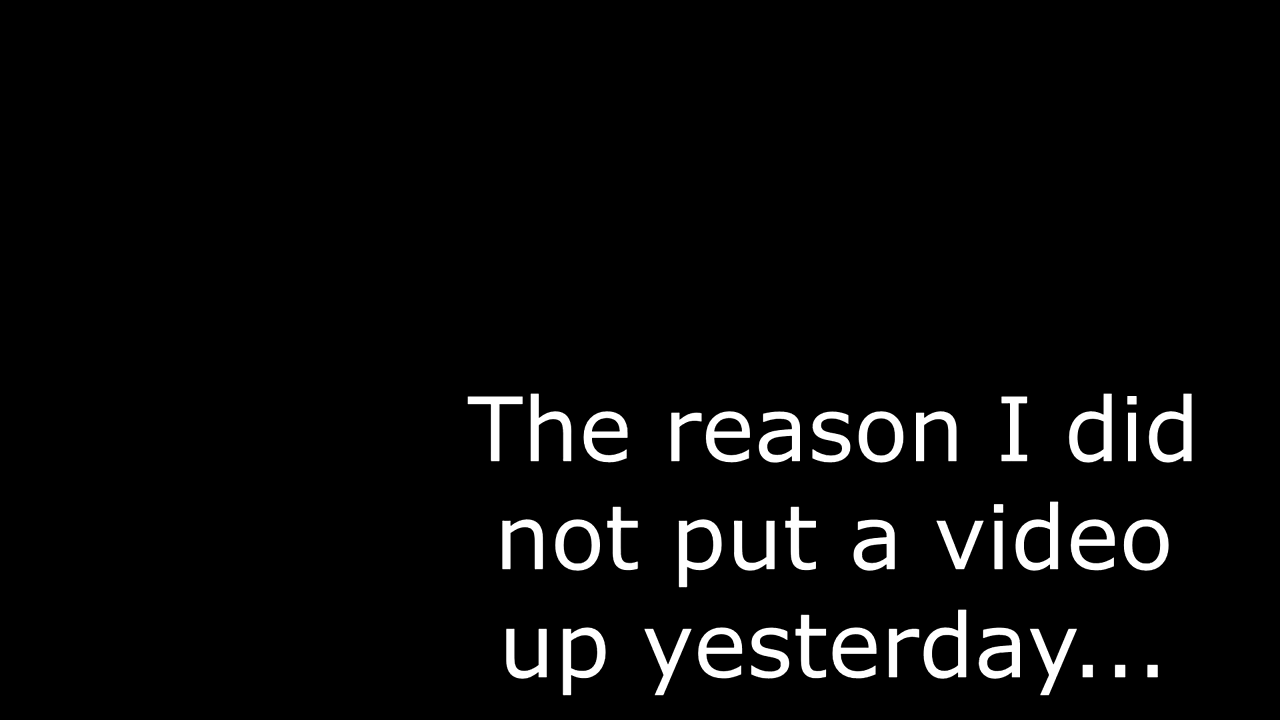 The reason I did
not put a video
up yesterday...